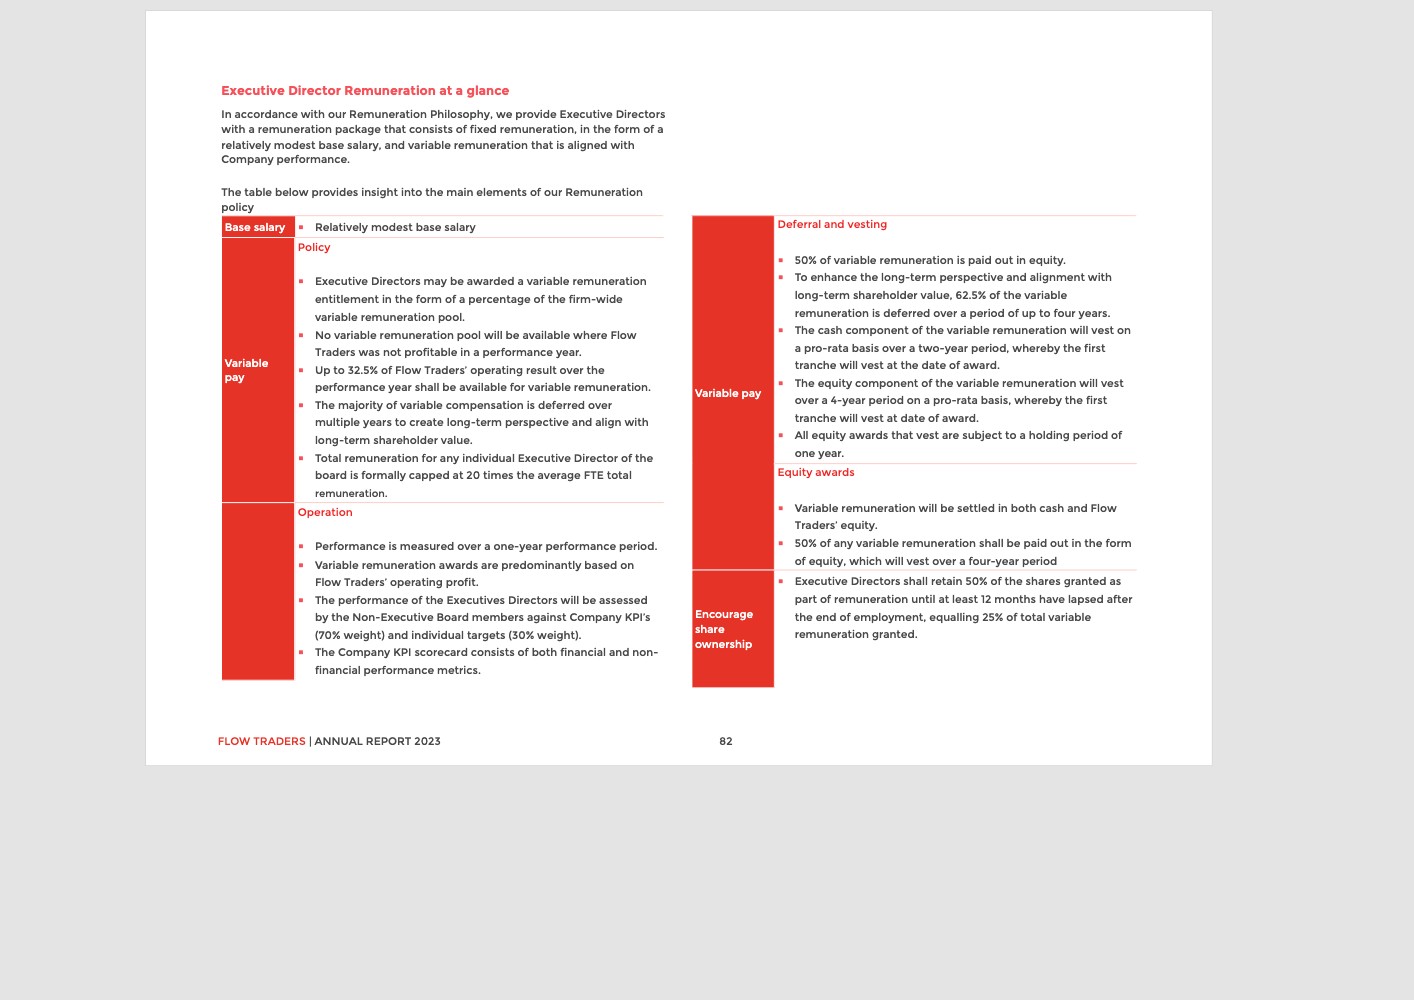 Executive Director Remuneration at a glance
In accordance with our Remuneration Philosophy, we provide Executive Directors
with a remuneration package that consists of fixed remuneration, in the form of a
relatively modest base salary, and variable remuneration that is aligned with
Company performance.
The table below provides insight into the main elements of our Remuneration
policy
Base salary
▪ Relatively modest base salary
Variable
pay
Policy
▪ Executive Directors may be awarded a variable remuneration
entitlement in the form of a percentage of the firm-wide
variable remuneration pool.
▪ No variable remuneration pool will be available where Flow
Traders was not profitable in a performance year.
▪ Up to 32.5% of Flow Traders’ operating result over the
performance year shall be available for variable remuneration.
▪ The majority of variable compensation is deferred over
multiple years to create long-term perspective and align with
long-term shareholder value.
▪ Total remuneration for any individual Executive Director of the
board is formally capped at 20 times the average FTE total
remuneration.
Operation
▪ Performance is measured over a one-year performance period.
▪ Variable remuneration awards are predominantly based on
Flow Traders’ operating profit.
▪ The performance of the Executives Directors will be assessed
by the Non-Executive Board members against Company KPI’s
(70% weight) and individual targets (30% weight).
▪ The Company KPI scorecard consists of both financial and non-
financial performance metrics.
Variable pay
Deferral and vesting
▪ 50% of variable remuneration is paid out in equity.
▪ To enhance the long-term perspective and alignment with
long-term shareholder value, 62.5% of the variable
remuneration is deferred over a period of up to four years.
▪ The cash component of the variable remuneration will vest on
a pro-rata basis over a two-year period, whereby the first
tranche will vest at the date of award.
▪ The equity component of the variable remuneration will vest
over a 4-year period on a pro-rata basis, whereby the first
tranche will vest at date of award.
▪ All equity awards that vest are subject to a holding period of
one year.
Equity awards
▪ Variable remuneration will be settled in both cash and Flow
Traders’ equity.
▪ 50% of any variable remuneration shall be paid out in the form
of equity, which will vest over a four-year period
Encourage
share
ownership
▪ Executive Directors shall retain 50% of the shares granted as
part of remuneration until at least 12 months have lapsed after
the end of employment, equalling 25% of total variable
remuneration granted.
FLOW TRADERS | ANNUAL REPORT 2023
82